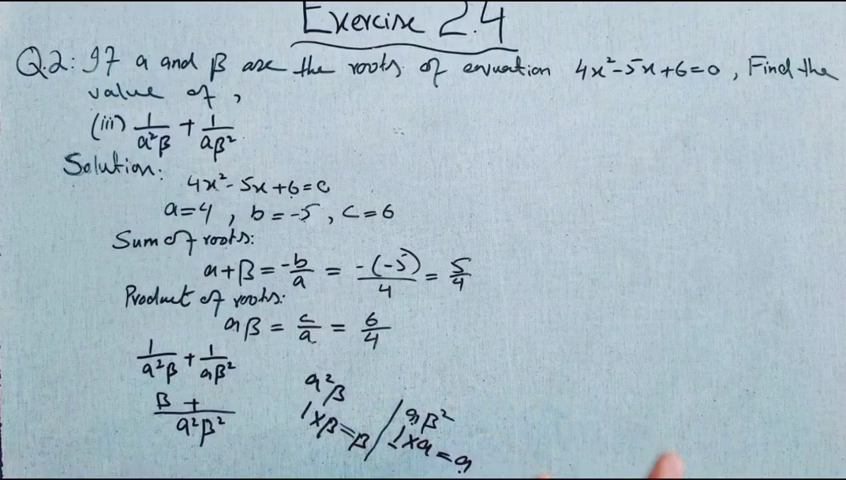 Exercise 2.4
Q.2: If α and β are the roots of equation 4x²-5x+6=0, Find the
value of,
(iii) 1/α²β + 1/αβ²
Solution:
4x²-5x+6=0
a=4, b=-5, c=6
Sum of roots:
α+β = -b/a = -(-5)/4 = 5/4
Product of roots:
αβ = c/a = 6/4
1/α²β + 1/αβ²
β + /α²β²
α²β
1×β=β / αβ²
1×α=α